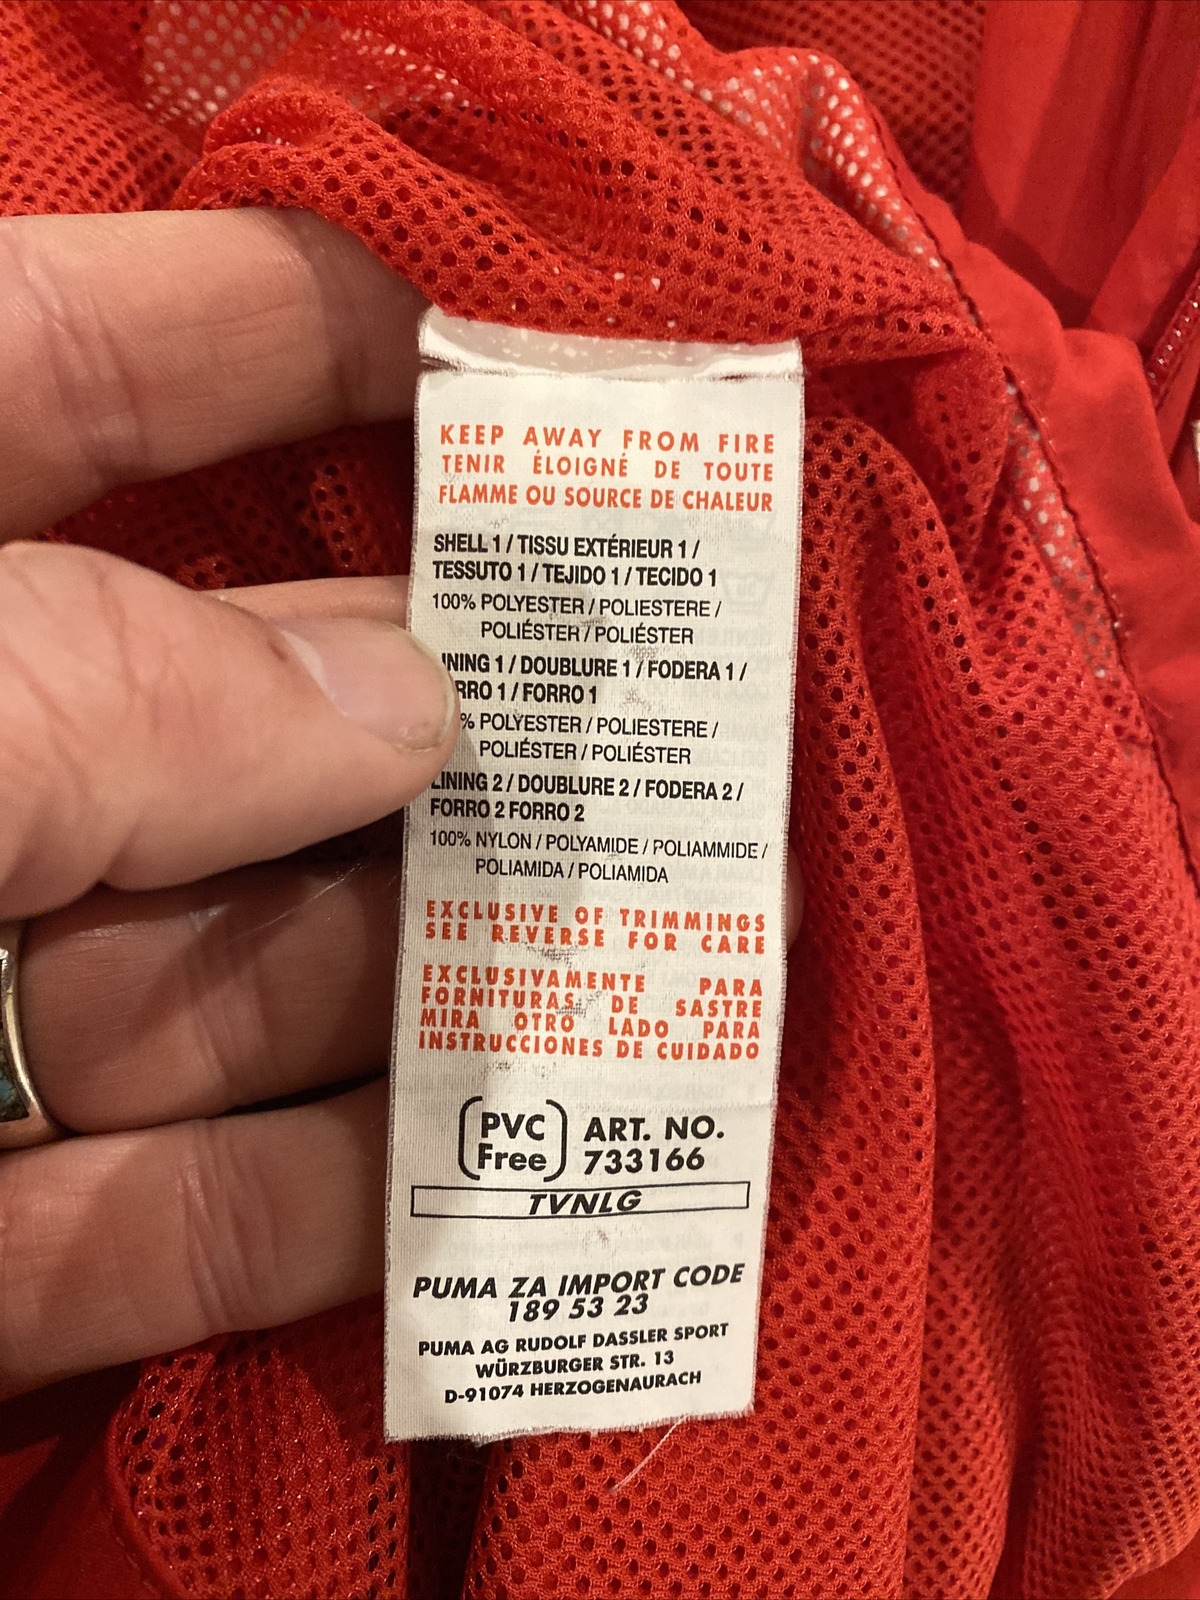 KEEP AWAY FROM FIRE
TENIR ÉLOIGNÉ DE TOUTE
FLAMME OU SOURCE DE CHALEUR
SHELL 1 / TISSU EXTÉRIEUR 1 /
TESSUTO 1 / TEJIDO 1 / TECIDO 1
100% POLYESTER / POLIESTERE /
POLIÉSTER / POLIÉSTER
INING 1 / DOUBLURE 1 / FODERA 1 /
RRO 1 / FORRO 1
% POLYESTER / POLIESTERE /
POLIÉSTER / POLIÉSTER
LINING 2 / DOUBLURE 2 / FODERA 2 /
FORRO 2 FORRO 2
100% NYLON / POLYAMIDE / POLIAMMIDE /
POLIAMIDA / POLIAMIDA
EXCLUSIVE OF TRIMMINGS
SEE REVERSE FOR CARE
EXCLUSIVAMENTE PARA
FORNITURAS DE SASTRE
MIRA OTRO LADO PARA
INSTRUCCIONES DE CUIDADO
PVC ART. NO.
Free 733166
TVNLG
PUMA ZA IMPORT CODE
189 53 23
PUMA AG RUDOLF DASSLER SPORT
WÜRZBURGER STR. 13
D-91074 HERZOGENAURACH